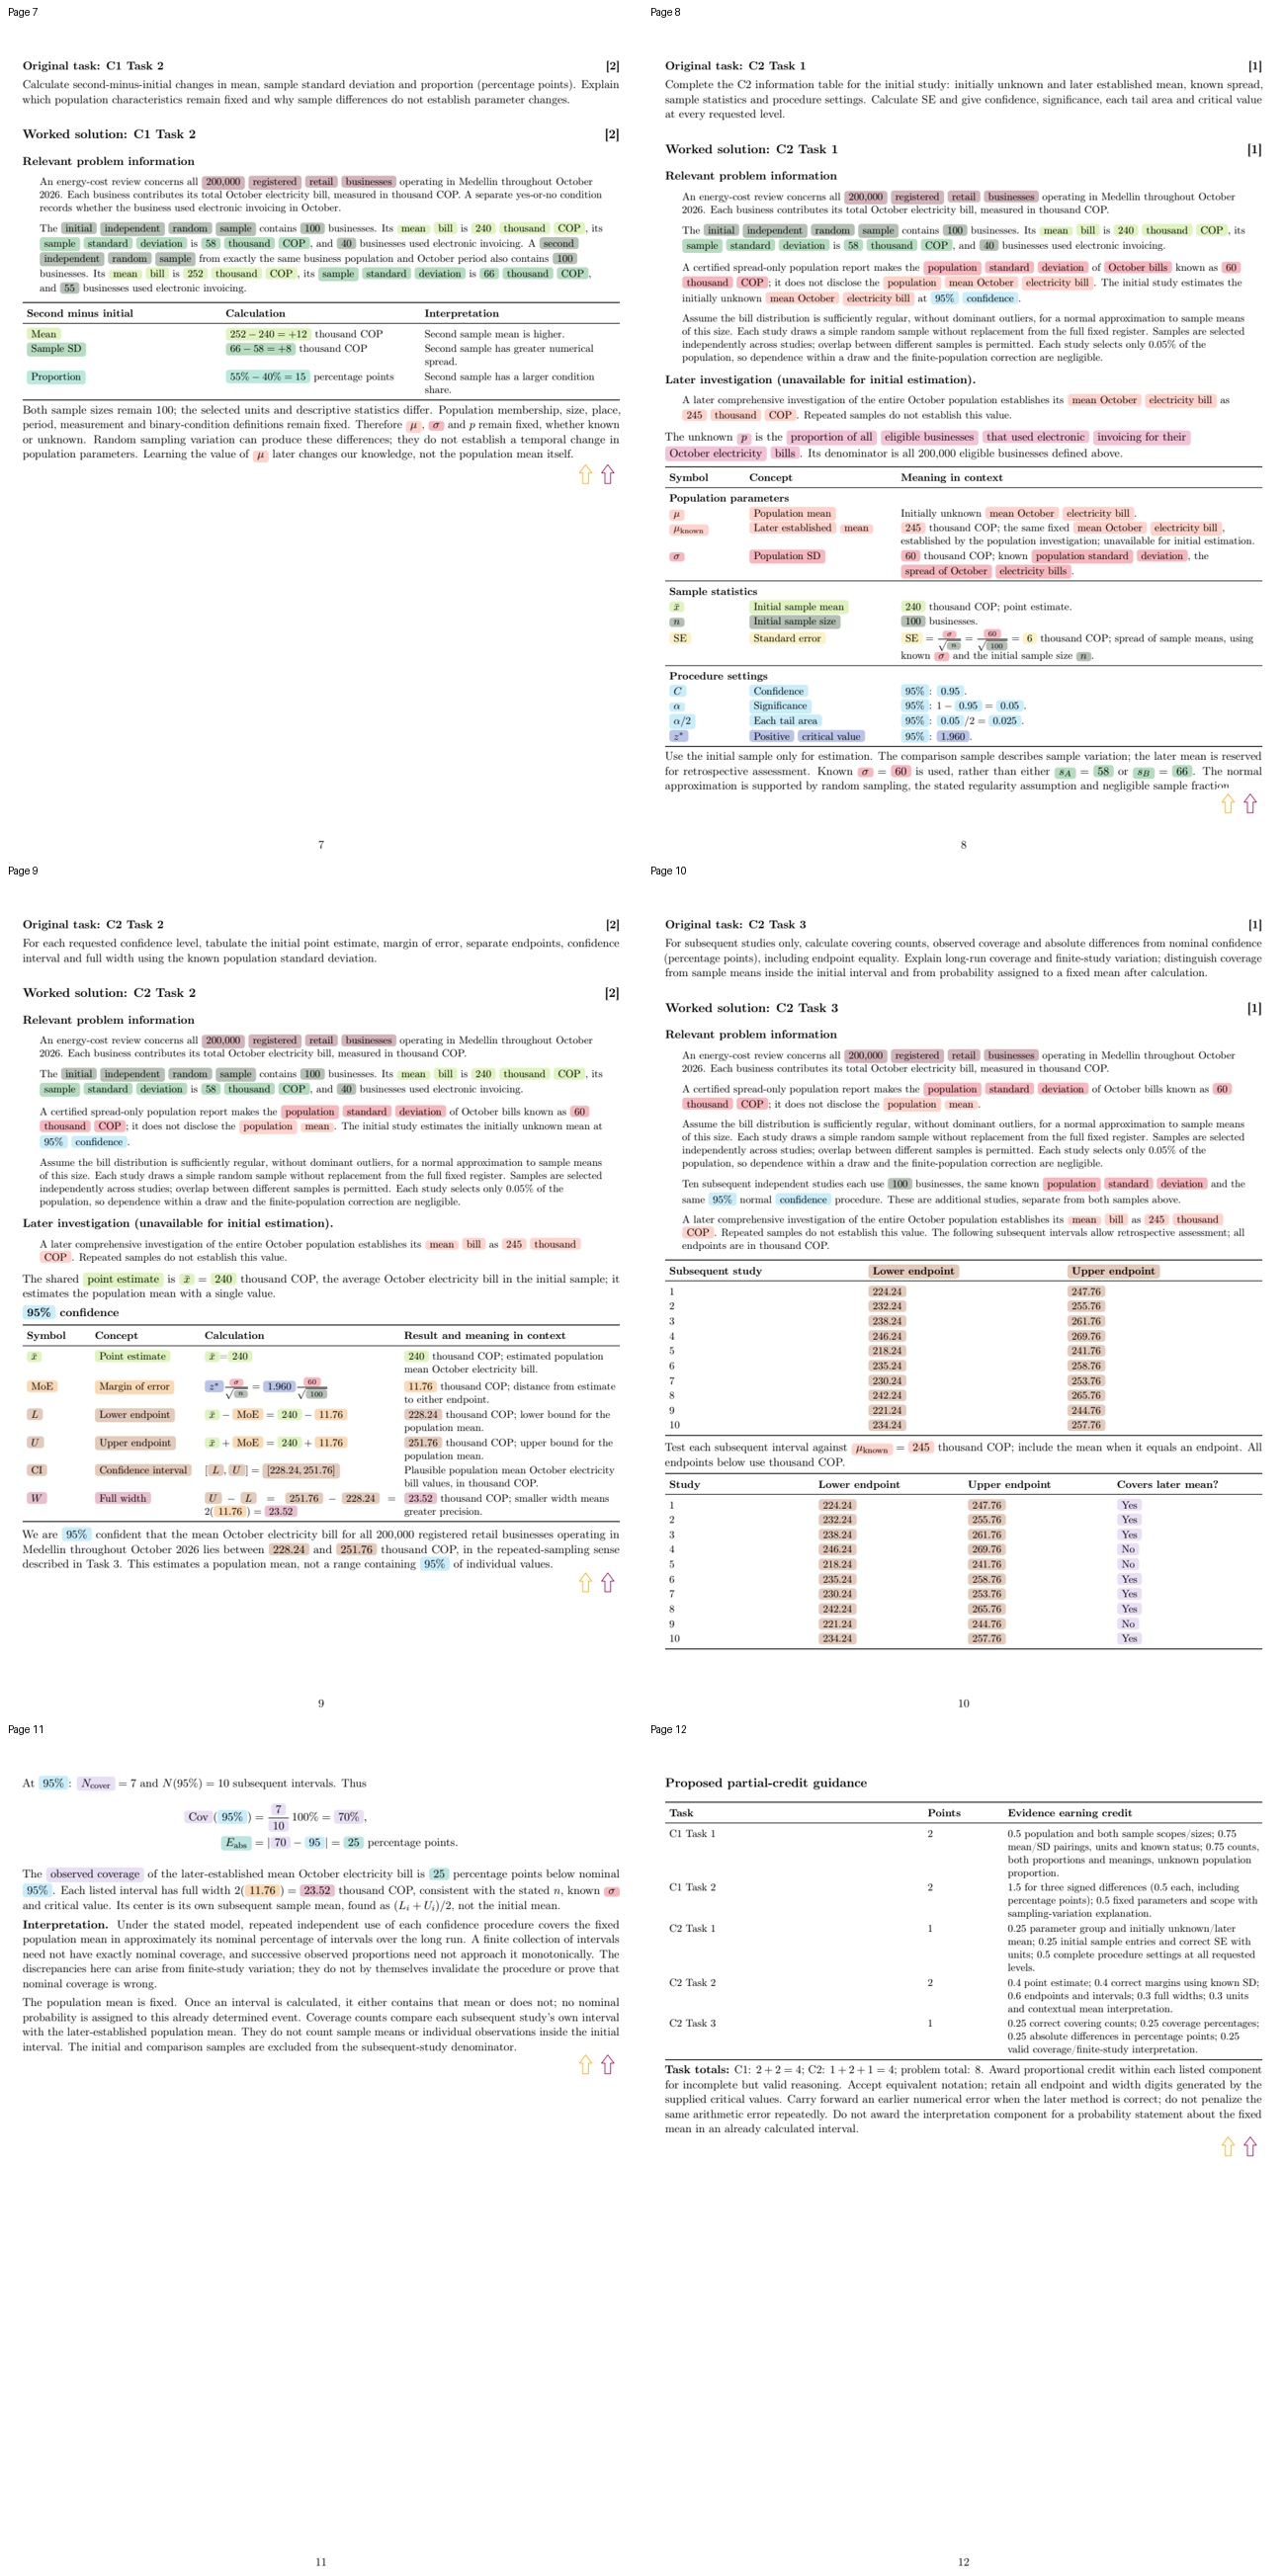 Page 7
Original task: C1 Task 2 [2]
Calculate second-minus-initial changes in mean, sample standard deviation and proportion (percentage points). Explain
which population characteristics remain fixed and why sample differences do not establish parameter changes.
Worked solution: C1 Task 2 [2]
Relevant problem information
An energy-cost review concerns all 200,000 registered retail businesses operating in Medellin throughout October
2026. Each business contributes its total October electricity bill, measured in thousand COP. A separate yes-or-no condition
records whether the business used electronic invoicing in October.
The initial independent random sample contains 100 businesses. Its mean bill is 240 thousand COP, its
sample standard deviation is 58 thousand COP, and 40 businesses used electronic invoicing. A second
independent random sample from exactly the same business population and October period also contains 100
businesses. Its mean bill is 252 thousand COP, its sample standard deviation is 66 thousand COP,
and 55 businesses used electronic invoicing.
Second minus initial Calculation Interpretation
Mean 252 − 240 = +12 thousand COP Second sample mean is higher.
Sample SD 66 − 58 = +8 thousand COP Second sample has greater numerical
spread.
Proportion 55% − 40% = 15 percentage points Second sample has a larger condition
share.
Both sample sizes remain 100; the selected units and descriptive statistics differ. Population membership, size, place,
period, measurement and binary-condition definitions remain fixed. Therefore μ, σ and p remain fixed, whether known
or unknown. Random sampling variation can produce these differences; they do not establish a temporal change in
population parameters. Learning the value of μ later changes our knowledge, not the population mean itself.
7
Page 8
Original task: C2 Task 1 [1]
Complete the C2 information table for the initial study: initially unknown and later established mean, known spread,
sample statistics and procedure settings. Calculate SE and give confidence, significance, each tail area and critical value
at every requested level.
Worked solution: C2 Task 1 [1]
Relevant problem information
An energy-cost review concerns all 200,000 registered retail businesses operating in Medellin throughout October
2026. Each business contributes its total October electricity bill, measured in thousand COP.
The initial independent random sample contains 100 businesses. Its mean bill is 240 thousand COP, its
sample standard deviation is 58 thousand COP, and 40 businesses used electronic invoicing.
A certified spread-only population report makes the population standard deviation of October bills known as 60
thousand COP; it does not disclose the population mean October electricity bill. The initial study estimates the
initially unknown mean October electricity bill at 95% confidence.
Assume the bill distribution is sufficiently regular, without dominant outliers, for a normal approximation to sample means
of this size. Each study draws a simple random sample without replacement from the full fixed register. Samples are selected
independently across studies; overlap between different samples is permitted. Each study selects only 0.05% of the
population, so dependence within a draw and the finite-population correction are negligible.
Later investigation (unavailable for initial estimation).
A later comprehensive investigation of the entire October population establishes its mean October electricity bill as
245 thousand COP. Repeated samples do not establish this value.
The unknown p is the proportion of all eligible businesses that used electronic invoicing for their
October electricity bills. Its denominator is all 200,000 eligible businesses defined above.
Symbol Concept Meaning in context
Population parameters
μ Population mean Initially unknown mean October electricity bill.
μknown Later established mean 245 thousand COP; the same fixed mean October electricity bill,
established by the population investigation; unavailable for initial estimation.
σ Population SD 60 thousand COP; known population standard deviation, the
spread of October electricity bills.
Sample statistics
x̄ Initial sample mean 240 thousand COP; point estimate.
n Initial sample size 100 businesses.
SE Standard error SE = σ/√n = 60/√100 = 6 thousand COP; spread of sample means, using
known σ and the initial sample size n.
Procedure settings
C Confidence 95%: 0.95.
α Significance 95%: 1 − 0.95 = 0.05.
α/2 Each tail area 95%: 0.05/2 = 0.025.
z* Positive critical value 95%: 1.960.
Use the initial sample only for estimation. The comparison sample describes sample variation; the later mean is reserved
for retrospective assessment. Known σ = 60 is used, rather than either sA = 58 or sB = 66. The normal
approximation is supported by random sampling, the stated regularity assumption and negligible sample fraction
8
Page 9
Original task: C2 Task 2 [2]
For each requested confidence level, tabulate the initial point estimate, margin of error, separate endpoints, confidence
interval and full width using the known population standard deviation.
Worked solution: C2 Task 2 [2]
Relevant problem information
An energy-cost review concerns all 200,000 registered retail businesses operating in Medellin throughout October
2026. Each business contributes its total October electricity bill, measured in thousand COP.
The initial independent random sample contains 100 businesses. Its mean bill is 240 thousand COP, its
sample standard deviation is 58 thousand COP, and 40 businesses used electronic invoicing.
A certified spread-only population report makes the population standard deviation of October bills known as 60
thousand COP; it does not disclose the population mean. The initial study estimates the initially unknown mean at
95% confidence.
Assume the bill distribution is sufficiently regular, without dominant outliers, for a normal approximation to sample means
of this size. Each study draws a simple random sample without replacement from the full fixed register. Samples are selected
independently across studies; overlap between different samples is permitted. Each study selects only 0.05% of the
population, so dependence within a draw and the finite-population correction are negligible.
Later investigation (unavailable for initial estimation).
A later comprehensive investigation of the entire October population establishes its mean bill as 245 thousand
COP. Repeated samples do not establish this value.
The shared point estimate is x̄ = 240 thousand COP, the average October electricity bill in the initial sample; it
estimates the population mean with a single value.
95% confidence
Symbol Concept Calculation Result and meaning in context
x̄ Point estimate x̄ = 240 240 thousand COP; estimated population
mean October electricity bill.
MoE Margin of error z* σ/√n = 1.960 60/√100 11.76 thousand COP; distance from estimate
to either endpoint.
L Lower endpoint x̄ − MoE = 240 − 11.76 228.24 thousand COP; lower bound for the
population mean.
U Upper endpoint x̄ + MoE = 240 + 11.76 251.76 thousand COP; upper bound for the
population mean.
CI Confidence interval [L, U] = [228.24, 251.76] Plausible population mean October electricity
bill values, in thousand COP.
W Full width U − L = 251.76 − 228.24 = 23.52 thousand COP; smaller width means
2(11.76) = 23.52 greater precision.
We are 95% confident that the mean October electricity bill for all 200,000 registered retail businesses operating in
Medellin throughout October 2026 lies between 228.24 and 251.76 thousand COP, in the repeated-sampling sense
described in Task 3. This estimates a population mean, not a range containing 95% of individual values.
9
Page 10
Original task: C2 Task 3 [1]
For subsequent studies only, calculate covering counts, observed coverage and absolute differences from nominal confidence
(percentage points), including endpoint equality. Explain long-run coverage and finite-study variation; distinguish coverage
from sample means inside the initial interval and from probability assigned to a fixed mean after calculation.
Worked solution: C2 Task 3 [1]
Relevant problem information
An energy-cost review concerns all 200,000 registered retail businesses operating in Medellin throughout October
2026. Each business contributes its total October electricity bill, measured in thousand COP.
A certified spread-only population report makes the population standard deviation of October bills known as 60
thousand COP; it does not disclose the population mean.
Assume the bill distribution is sufficiently regular, without dominant outliers, for a normal approximation to sample means
of this size. Each study draws a simple random sample without replacement from the full fixed register. Samples are selected
independently across studies; overlap between different samples is permitted. Each study selects only 0.05% of the
population, so dependence within a draw and the finite-population correction are negligible.
Ten subsequent independent studies each use 100 businesses, the same known population standard deviation and the
same 95% normal confidence procedure. These are additional studies, separate from both samples above.
A later comprehensive investigation of the entire October population establishes its mean bill as 245 thousand
COP. Repeated samples do not establish this value. The following subsequent intervals allow retrospective assessment; all
endpoints are in thousand COP.
Subsequent study Lower endpoint Upper endpoint
1 224.24 247.76
2 232.24 255.76
3 238.24 261.76
4 246.24 269.76
5 218.24 241.76
6 235.24 258.76
7 230.24 253.76
8 242.24 265.76
9 221.24 244.76
10 234.24 257.76
Test each subsequent interval against μknown = 245 thousand COP; include the mean when it equals an endpoint. All
endpoints below use thousand COP.
Study Lower endpoint Upper endpoint Covers later mean?
1 224.24 247.76 Yes
2 232.24 255.76 Yes
3 238.24 261.76 Yes
4 246.24 269.76 No
5 218.24 241.76 No
6 235.24 258.76 Yes
7 230.24 253.76 Yes
8 242.24 265.76 Yes
9 221.24 244.76 No
10 234.24 257.76 Yes
10
Page 11
At 95%: Ncover = 7 and N(95%) = 10 subsequent intervals. Thus
Cov(95%) = 7/10 100% = 70%,
Eabs = |70 − 95| = 25 percentage points.
The observed coverage of the later-established mean October electricity bill is 25 percentage points below nominal
95%. Each listed interval has full width 2(11.76) = 23.52 thousand COP, consistent with the stated n, known σ
and critical value. Its center is its own subsequent sample mean, found as (Li + Ui)/2, not the initial mean.
Interpretation. Under the stated model, repeated independent use of each confidence procedure covers the fixed
population mean in approximately its nominal percentage of intervals over the long run. A finite collection of intervals
need not have exactly nominal coverage, and successive observed proportions need not approach it monotonically. The
discrepancies here can arise from finite-study variation; they do not by themselves invalidate the procedure or prove that
nominal coverage is wrong.
The population mean is fixed. Once an interval is calculated, it either contains that mean or does not; no nominal
probability is assigned to this already determined event. Coverage counts compare each subsequent study's own interval
with the later-established population mean. They do not count sample means or individual observations inside the initial
interval. The initial and comparison samples are excluded from the subsequent-study denominator.
11
Page 12
Proposed partial-credit guidance
Task Points Evidence earning credit
C1 Task 1 2 0.5 population and both sample scopes/sizes; 0.75
mean/SD pairings, units and known status; 0.75 counts,
both proportions and meanings, unknown population
proportion.
C1 Task 2 2 1.5 for three signed differences (0.5 each, including
percentage points); 0.5 fixed parameters and scope with
sampling-variation explanation.
C2 Task 1 1 0.25 parameter group and initially unknown/later
mean; 0.25 initial sample entries and correct SE with
units; 0.5 complete procedure settings at all requested
levels.
C2 Task 2 2 0.4 point estimate; 0.4 correct margins using known SD;
0.6 endpoints and intervals; 0.3 full widths; 0.3 units
and contextual mean interpretation.
C2 Task 3 1 0.25 correct covering counts; 0.25 coverage percentages;
0.25 absolute differences in percentage points; 0.25
valid coverage/finite-study interpretation.
Task totals: C1: 2 + 2 = 4; C2: 1 + 2 + 1 = 4; problem total: 8. Award proportional credit within each listed component
for incomplete but valid reasoning. Accept equivalent notation; retain all endpoint and width digits generated by the
supplied critical values. Carry forward an earlier numerical error when the later method is correct; do not penalize the
same arithmetic error repeatedly. Do not award the interpretation component for a probability statement about the fixed
mean in an already calculated interval.
12